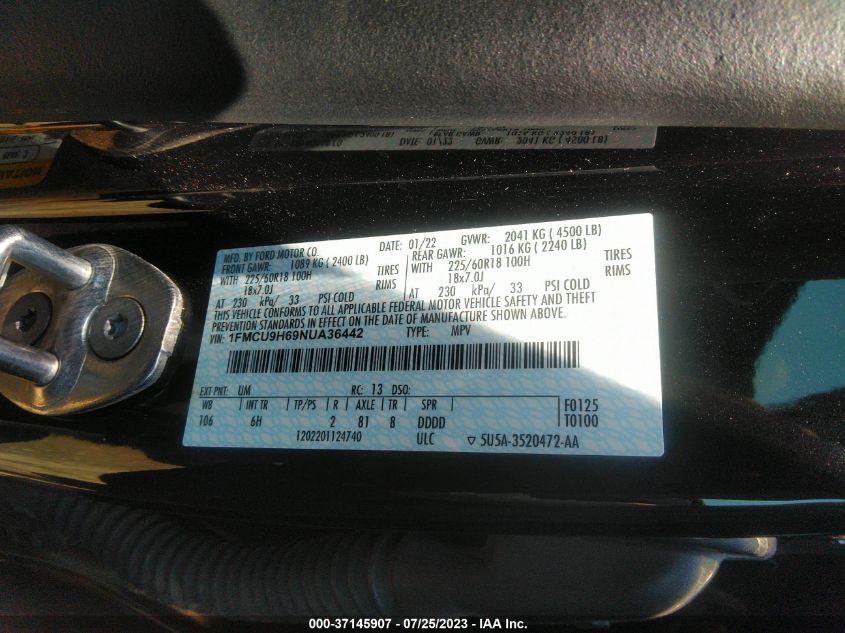 MFD. BY FORD MOTOR CO.
DATE: 01/22 GVWR: 2041 KG ( 4500 LB)
FRONT GAWR: 1089 KG ( 2400 LB) REAR GAWR: 1016 KG ( 2240 LB)
WITH 225/60R18 100H TIRES WITH 225/60R18 100H TIRES
18x7.0J RIMS 18x7.0J RIMS
AT 230 kPa/ 33 PSI COLD AT 230 kPa/ 33 PSI COLD
THIS VEHICLE CONFORMS TO ALL APPLICABLE FEDERAL MOTOR VEHICLE SAFETY AND THEFT
PREVENTION STANDARDS IN EFFECT ON THE DATE OF MANUFACTURE SHOWN ABOVE.
VIN: 1FMCU9H69NUA36442 TYPE: MPV
EXT PNT: UM RC: 13 DSO:
WB INT TR TP/PS R AXLE TR SPR F0125
106 6H 2 81 8 DDDD T0100
1202201124740 ULC 5U5A-3520472-AA
000-37145907 - 07/25/2023 - IAA Inc.